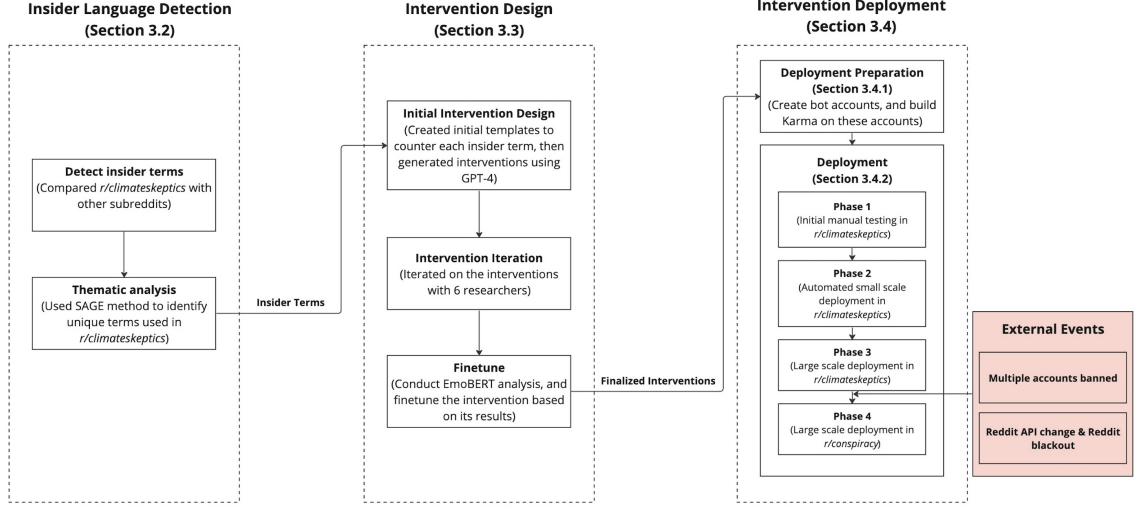 Insider Language Detection
(Section 3.2)
Detect insider terms
(Compared r/climateskeptics with
other subreddits)
Thematic analysis
(Used SAGE method to identify
unique terms used in
r/climateskeptics)
Insider Terms
Intervention Design
(Section 3.3)
Initial Intervention Design
(Created initial templates to
counter each insider term, then
generated interventions using
GPT-4)
Intervention Iteration
(Iterated on the interventions
with 6 researchers)
Finetune
(Conduct EmoBERT analysis, and
finetune the intervention based
on its results)
Finalized Interventions
Intervention Deployment
(Section 3.4)
Deployment Preparation
(Section 3.4.1)
(Create bot accounts, and build
Karma on these accounts)
Deployment
(Section 3.4.2)
Phase 1
(Initial manual testing in
r/climateskeptics)
Phase 2
(Automated small scale
deployment in
r/climateskeptics)
Phase 3
(Large scale deployment in
r/climateskeptics)
Phase 4
(Large scale deployment in
r/conspiracy)
External Events
Multiple accounts banned
Reddit API change & Reddit
blackout